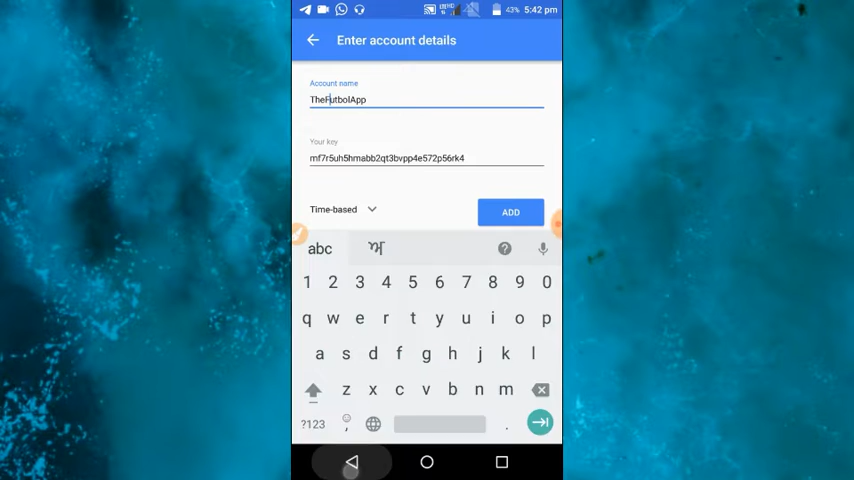 43% 5:42 pm
Enter account details
Account name
TheFutbolApp
Your key
mf7r5uh5hmabb2qt3bvpp4e572p56rk4
Time-based
ADD
abc ਅ ?
1 2 3 4 5 6 7 8 9 0
q w e r t y u i o p
a s d f g h j k l
z x c v b n m
?123 , .